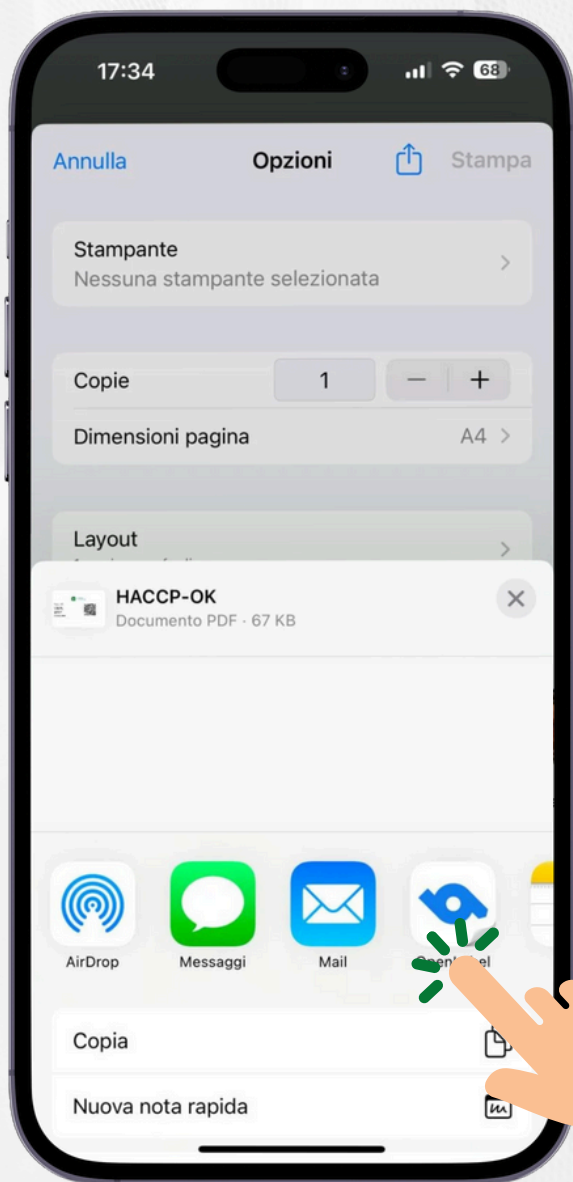 17:34
68
Annulla Opzioni Stampa
Stampante
Nessuna stampante selezionata
Copie 1 − +
Dimensioni pagina A4
Layout
HACCP-OK
Documento PDF · 67 KB
AirDrop Messaggi Mail
Copia
Nuova nota rapida